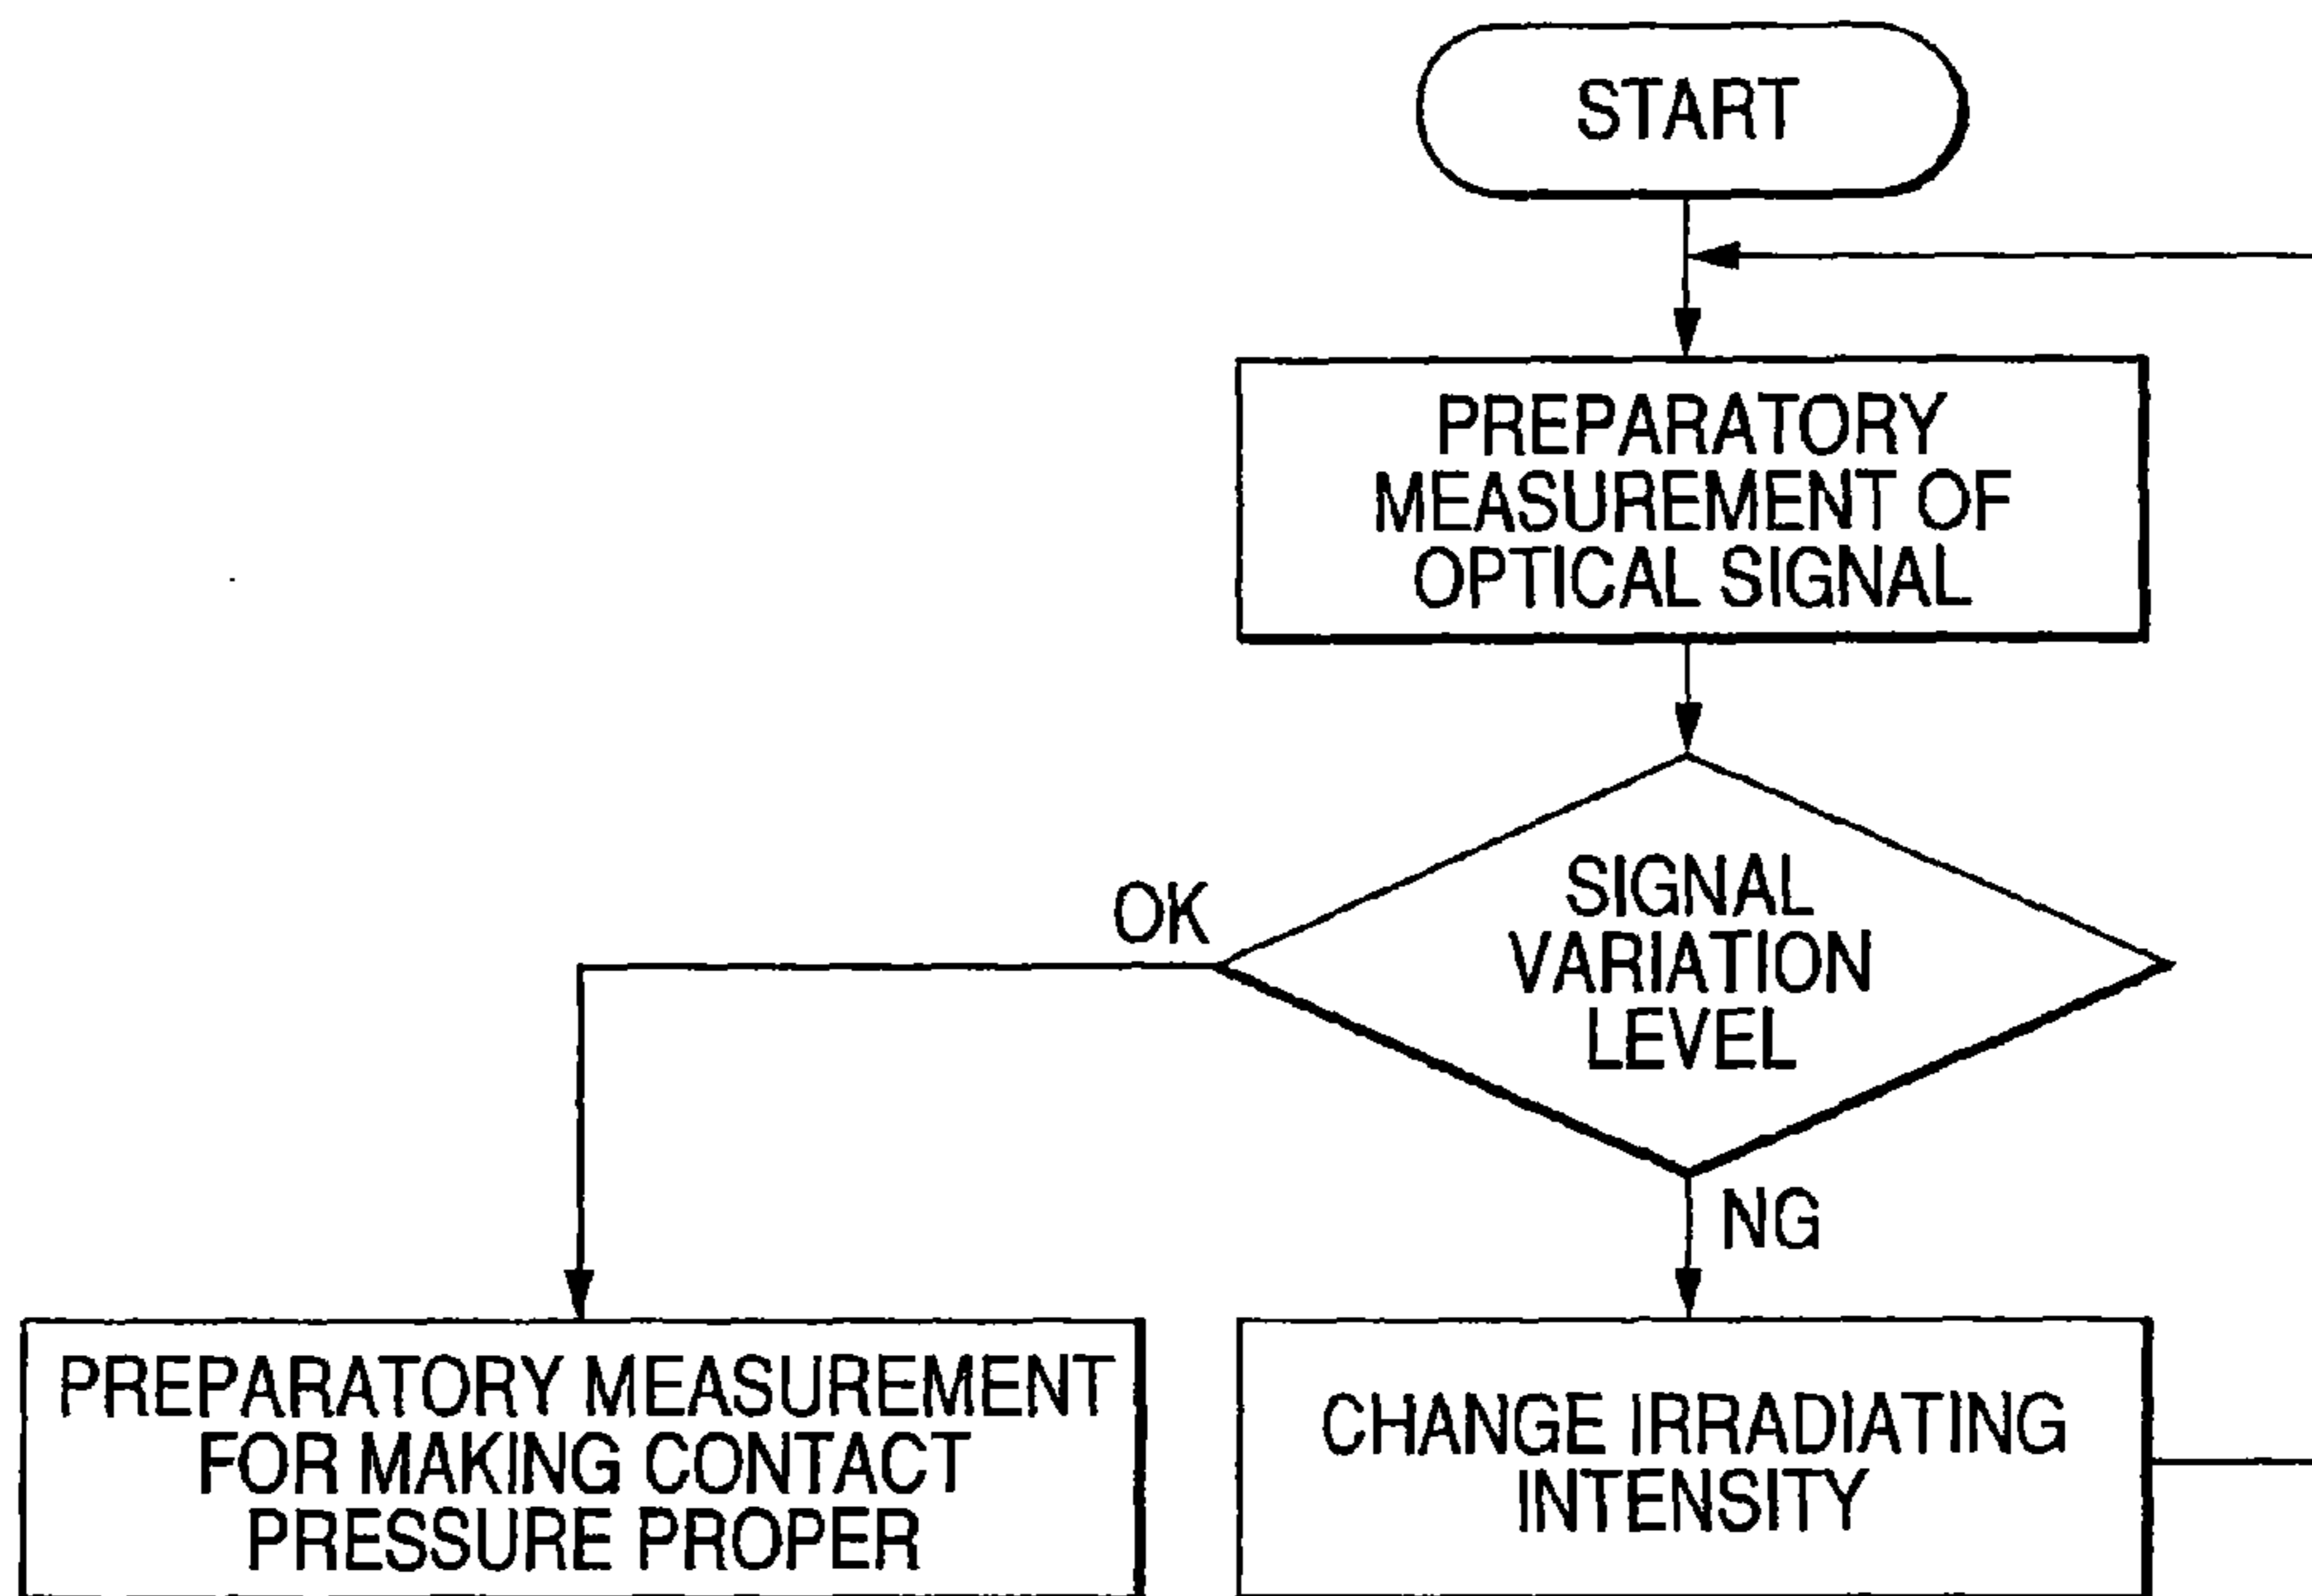 START
PREPARATORY
MEASUREMENT OF
OPTICAL SIGNAL
SIGNAL
VARIATION
LEVEL
OK
NG
PREPARATORY MEASUREMENT
FOR MAKING CONTACT
PRESSURE PROPER
CHANGE IRRADIATING
INTENSITY